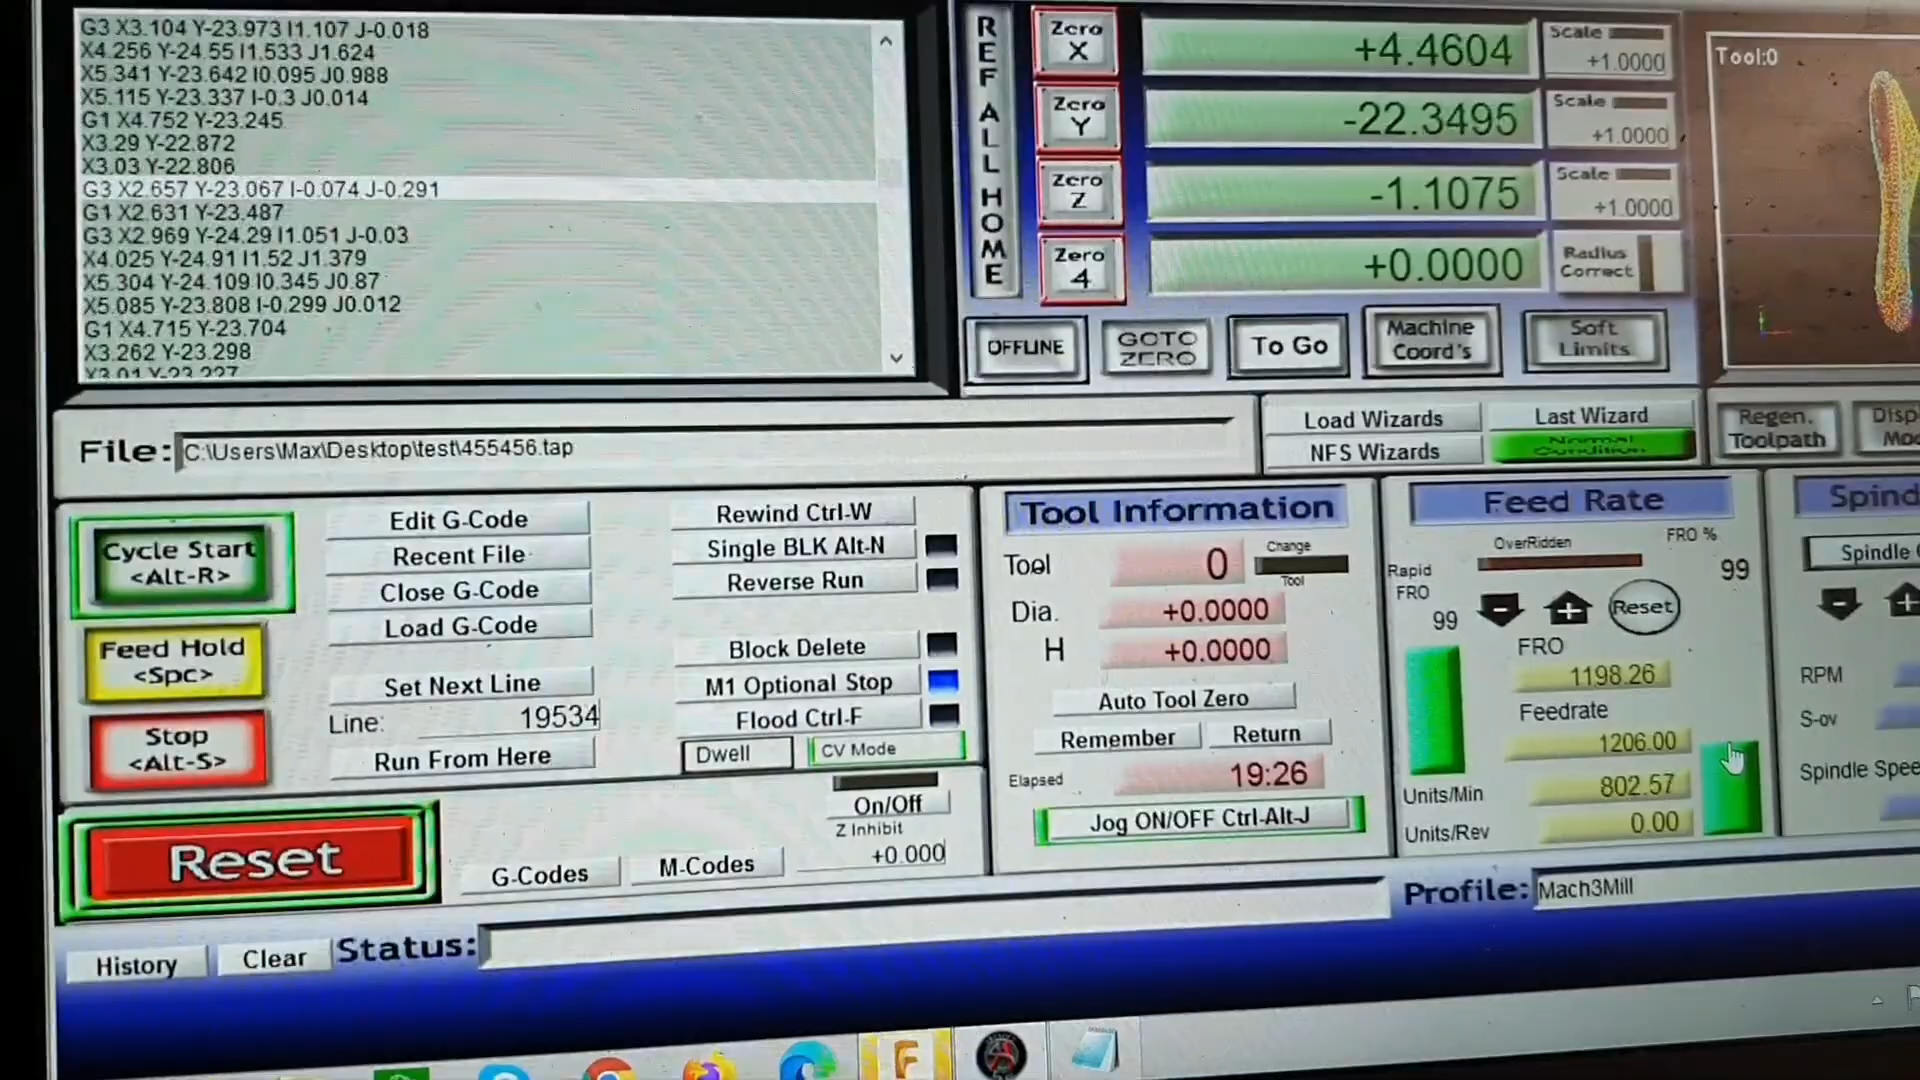 G3 X3.104 Y-23.973 I1.107 J-0.018
X4.256 Y-24.55 I1.533 J1.624
X5.341 Y-23.642 I0.095 J0.988
X5.115 Y-23.337 I-0.3 J0.014
G1 X4.752 Y-23.245
X3.29 Y-22.872
X3.03 Y-22.806
G3 X2.657 Y-23.067 I-0.074 J-0.291
G1 X2.631 Y-23.487
G3 X2.969 Y-24.29 I1.051 J-0.03
X4.025 Y-24.91 I1.52 J1.379
X5.304 Y-24.109 I0.345 J0.87
X5.085 Y-23.808 I-0.299 J0.012
G1 X4.715 Y-23.704
X3.262 Y-23.298
X3.01 Y-23.227
REF ALL HOME
Zero X
+4.4604
Scale
+1.0000
Zero Y
-22.3495
Scale
+1.0000
Zero Z
-1.1075
Scale
+1.0000
Zero 4
+0.0000
Radius Correct
OFFLINE
GOTO ZERO
To Go
Machine Coord's
Soft Limits
Tool:0
File: C:\Users\Max\Desktop\test\455456.tap
Load Wizards
Last Wizard
NFS Wizards
Normal Condition
Regen. Toolpath
Cycle Start <Alt-R>
Feed Hold <Spc>
Stop <Alt-S>
Reset
Edit G-Code
Recent File
Close G-Code
Load G-Code
Set Next Line
Line: 19534
Run From Here
Rewind Ctrl-W
Single BLK Alt-N
Reverse Run
Block Delete
M1 Optional Stop
Flood Ctrl-F
Dwell
CV Mode
On/Off
Z Inhibit
+0.000
G-Codes
M-Codes
Tool Information
Tool 0
Change Tool
Dia. +0.0000
H +0.0000
Auto Tool Zero
Remember
Return
Elapsed 19:26
Jog ON/OFF Ctrl-Alt-J
Feed Rate
OverRidden
FRO %
99
Rapid FRO
99
Reset
FRO
1198.26
Feedrate
1206.00
Units/Min 802.57
Units/Rev 0.00
Spind
Spindle
RPM
S-ov
Spindle Spee
Profile: Mach3Mill
History
Clear
Status: